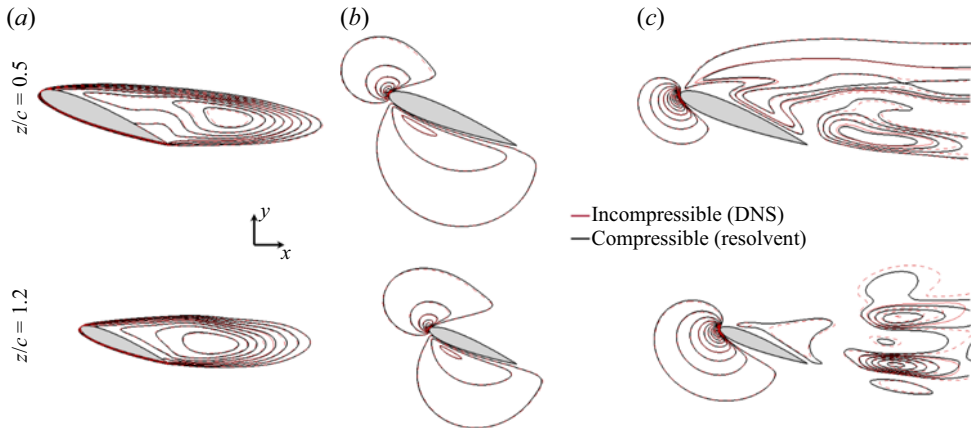 (a)
(b)
(c)
z/c = 0.5
y
x
Incompressible (DNS)
Compressible (resolvent)
z/c = 1.2